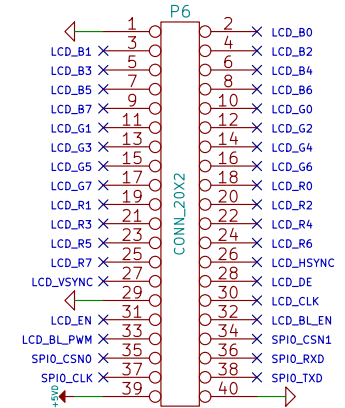 P6
1 2 LCD_B0
LCD_B1 3 4 LCD_B2
LCD_B3 5 6 LCD_B4
LCD_B5 7 8 LCD_B6
LCD_B7 9 10 LCD_G0
LCD_G1 11 12 LCD_G2
LCD_G3 13 14 LCD_G4
LCD_G5 15 16 LCD_G6
LCD_G7 17 18 LCD_R0
LCD_R1 19 20 LCD_R2
LCD_R3 21 22 LCD_R4
LCD_R5 23 24 LCD_R6
LCD_R7 25 26 LCD_HSYNC
LCD_VSYNC 27 28 LCD_DE
29 30 LCD_CLK
LCD_EN 31 32 LCD_BL_EN
LCD_BL_PWM 33 34 SPI0_CSN1
SPI0_CSN0 35 36 SPI0_RXD
SPI0_CLK 37 38 SPI0_TXD
+5VD 39 40
CONN_20X2